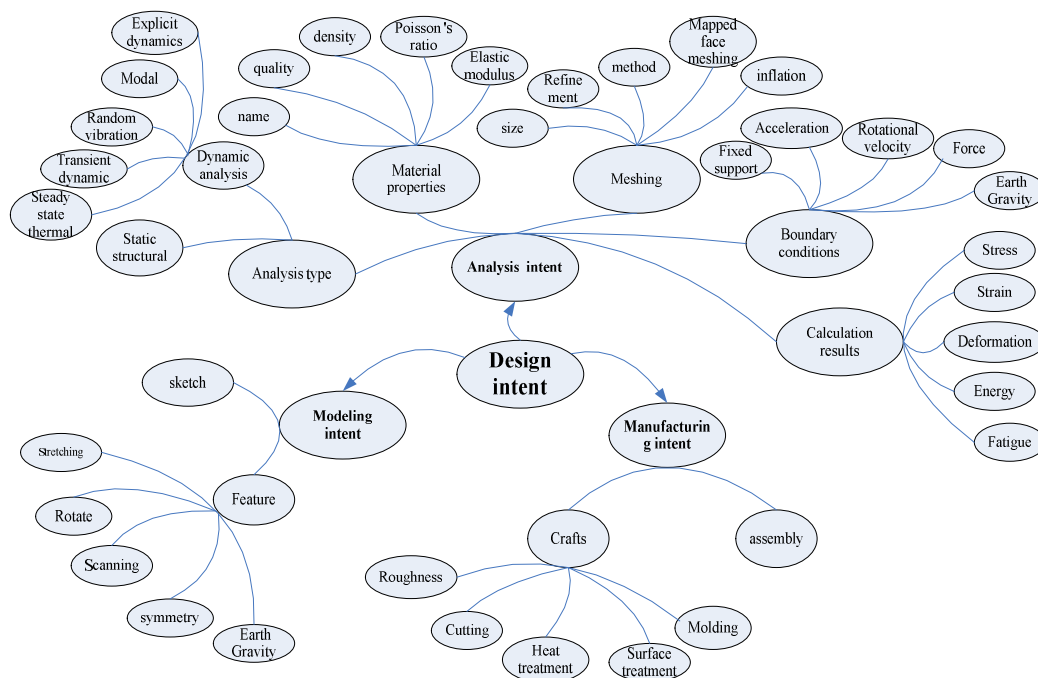 Explicit
dynamics
Modal
Random
vibration
Transient
dynamic
Steady
state
thermal
Dynamic
analysis
Static
structural
Analysis type
name
quality
density
Poisson's
ratio
Elastic
modulus
Material
properties
size
Refine
ment
method
Mapped
face
meshing
inflation
Meshing
Fixed
support
Acceleration
Rotational
velocity
Force
Earth
Gravity
Boundary
conditions
Analysis intent
Stress
Strain
Deformation
Energy
Fatigue
Calculation
results
Design
intent
Modeling
intent
sketch
Feature
Stretching
Rotate
Scanning
symmetry
Earth
Gravity
Manufacturin
g intent
Crafts
assembly
Roughness
Cutting
Heat
treatment
Surface
treatment
Molding